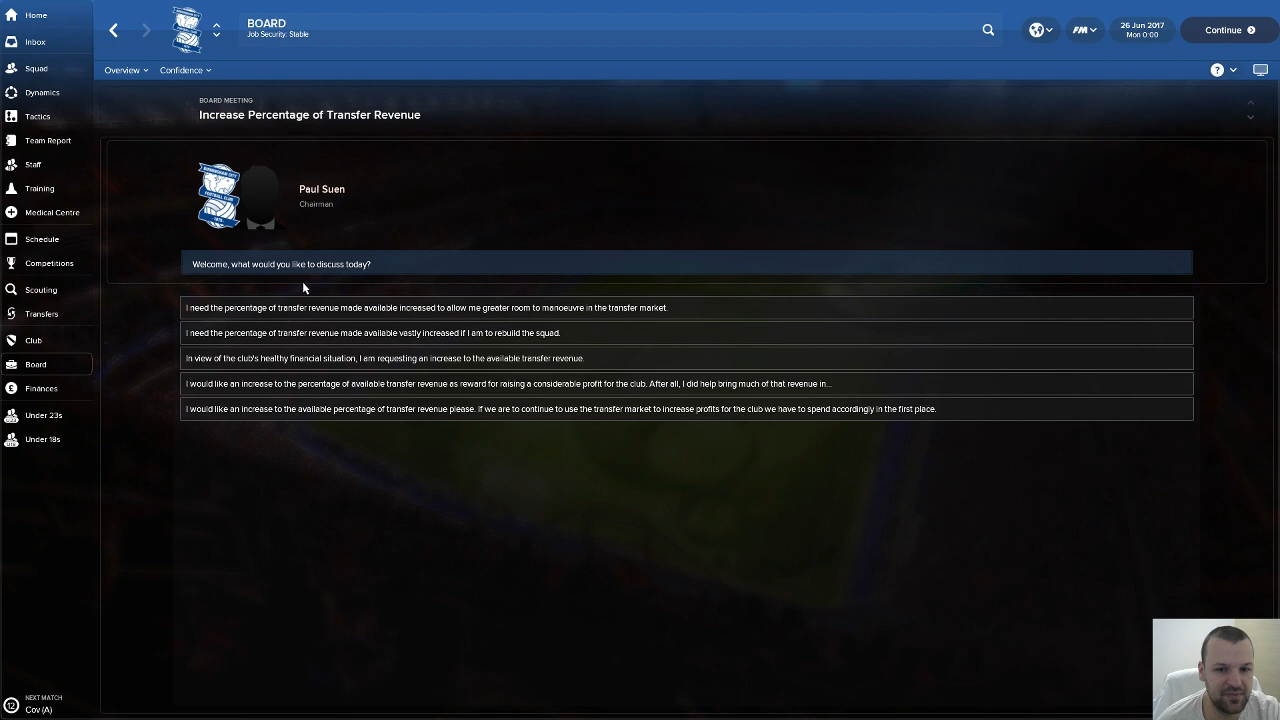 Home
Inbox
Squad
Dynamics
Tactics
Team Report
Staff
Training
Medical Centre
Schedule
Competitions
Scouting
Transfers
Club
Board
Finances
Under 23s
Under 18s
NEXT MATCH
12
Cov (A)
BOARD
Job Security: Stable
FM
26 Jun 2017
Mon 0:00
Continue
Overview
Confidence
?
BOARD MEETING
Increase Percentage of Transfer Revenue
BIRMINGHAM CITY
FOOTBALL CLUB
1875
Paul Suen
Chairman
Welcome, what would you like to discuss today?
I need the percentage of transfer revenue made available increased to allow me greater room to manoeuvre in the transfer market.
I need the percentage of transfer revenue made available vastly increased if I am to rebuild the squad.
In view of the club's healthy financial situation, I am requesting an increase to the available transfer revenue.
I would like an increase to the percentage of available transfer revenue as reward for raising a considerable profit for the club. After all, I did help bring much of that revenue in...
I would like an increase to the available percentage of transfer revenue please. If we are to continue to use the transfer market to increase profits for the club we have to spend accordingly in the first place.